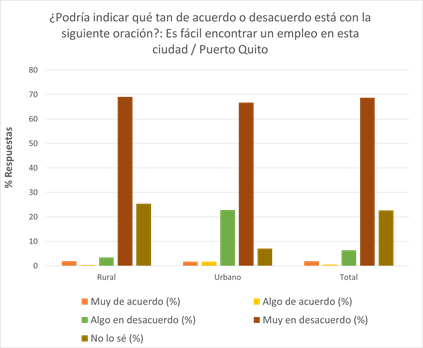 ¿Podría indicar qué tan de acuerdo o desacuerdo está con la
siguiente oración?: Es fácil encontrar un empleo en esta
ciudad / Puerto Quito
% Respuestas
80
70
60
50
40
30
20
10
0
Rural Urbano Total
Muy de acuerdo (%) Algo de acuerdo (%)
Algo en desacuerdo (%) Muy en desacuerdo (%)
No lo sé (%)